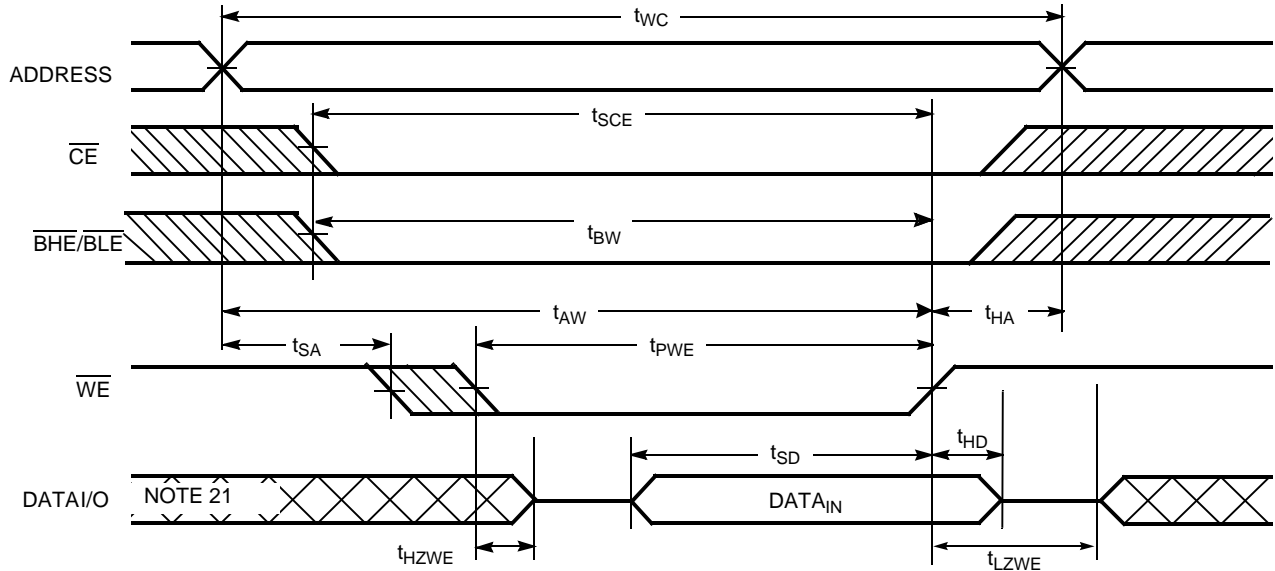 tWC
ADDRESS
tSCE
CE
tBW
BHE/BLE
tAW
tHA
tSA
tPWE
WE
tHD
tSD
DATAI/O
NOTE 21
DATAIN
tHZWE
tLZWE